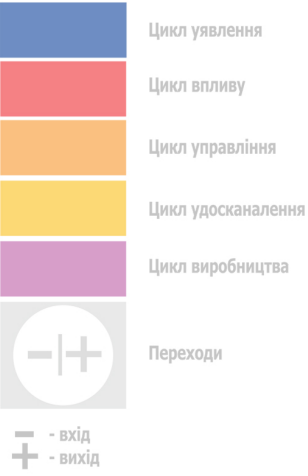 Цикл уявлення
Цикл впливу
Цикл управління
Цикл удосканалення
Цикл виробництва
Переходи
- вхід
- вихід